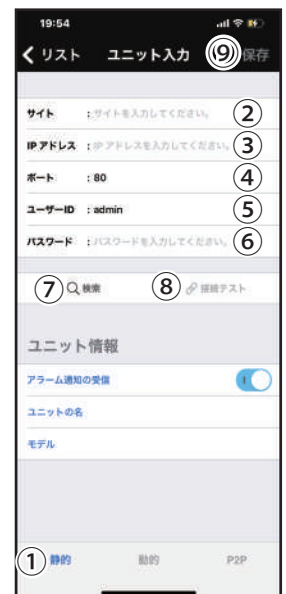 19:54
リスト ユニット入力 ⑨ 保存
サイト : サイトを入力してください。 ②
IPアドレス : IPアドレスを入力してください。 ③
ポート : 80 ④
ユーザーID : admin ⑤
パスワード : パスワードを入力してください。 ⑥
⑦ 検索 ⑧ 接続テスト
ユニット情報
アラーム通知の受信
ユニットの名
モデル
① 静的 動的 P2P